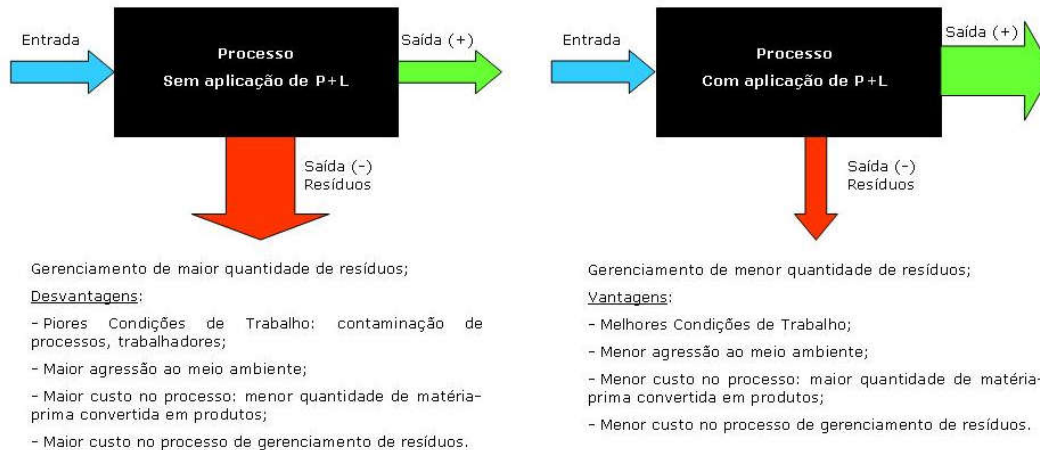 Entrada
Processo
Sem aplicação de P+L
Saída (+)
Saída (-)
Resíduos
Gerenciamento de maior quantidade de resíduos;
Desvantagens:
- Piores Condições de Trabalho: contaminação de
processos, trabalhadores;
- Maior agressão ao meio ambiente;
- Maior custo no processo: menor quantidade de matéria-
prima convertida em produtos;
- Maior custo no processo de gerenciamento de resíduos.
Entrada
Processo
Com aplicação de P+L
Saída (+)
Saída (-)
Resíduos
Gerenciamento de menor quantidade de resíduos;
Vantagens:
- Melhores Condições de Trabalho;
- Menor agressão ao meio ambiente;
- Menor custo no processo: maior quantidade de matéria-
prima convertida em produtos;
- Menor custo no processo de gerenciamento de resíduos.